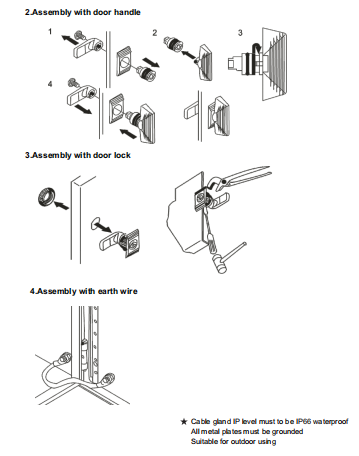 2.Assembly with door handle
1
2
3
4
3.Assembly with door lock
4.Assembly with earth wire
★ Cable gland IP level must to be IP66 waterproof
All metal plates must be grounded
Suitable for outdoor using